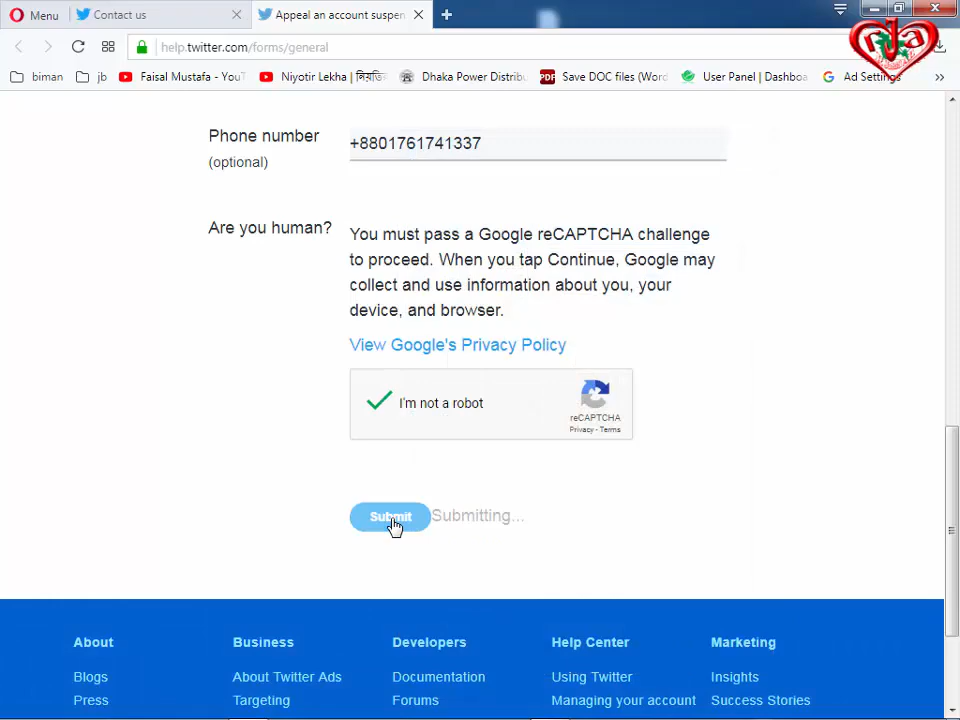 Menu
Contact us
Appeal an account suspen
help.twitter.com/forms/general
biman
jb
Faisal Mustafa - YouT
Niyotir Lekha | নিয়তি
Dhaka Power Distribu
PDF
Save DOC files (Word
User Panel | Dashboa
Ad Settings
Phone number
+8801761741337
(optional)
Are you human?
You must pass a Google reCAPTCHA challenge
to proceed. When you tap Continue, Google may
collect and use information about you, your
device, and browser.
View Google's Privacy Policy
I'm not a robot
reCAPTCHA
Privacy - Terms
Submit
Submitting...
About
Business
Developers
Help Center
Marketing
Blogs
About Twitter Ads
Documentation
Using Twitter
Insights
Press
Targeting
Forums
Managing your account
Success Stories